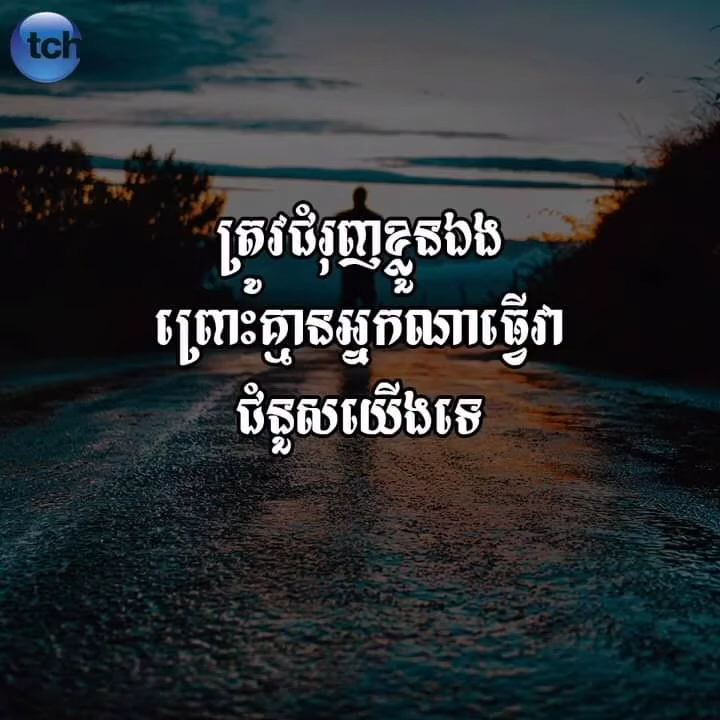 tch
ត្រូវជំរុញខ្លួនឯង
ព្រោះគ្មានអ្នកណាធ្វើវា
ជំនួសយើងទេ